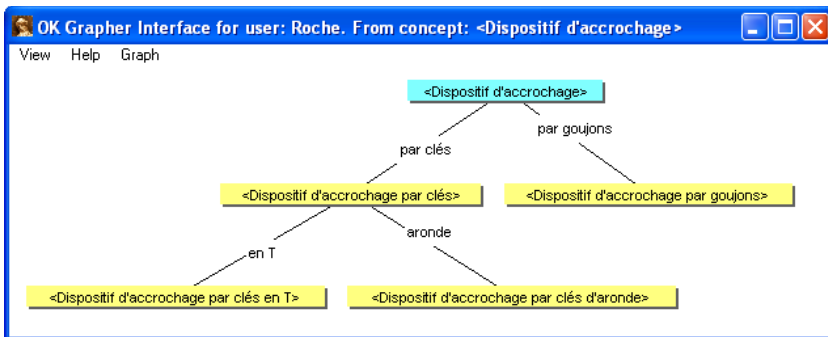 OK Grapher Interface for user: Roche. From concept: <Dispositif d'accrochage>
View Help Graph
<Dispositif d'accrochage>
par goujons
par clés
<Dispositif d'accrochage par clés> <Dispositif d'accrochage par goujons>
aronde
en T
<Dispositif d'accrochage par clés en T> <Dispositif d'accrochage par clés d'aronde>